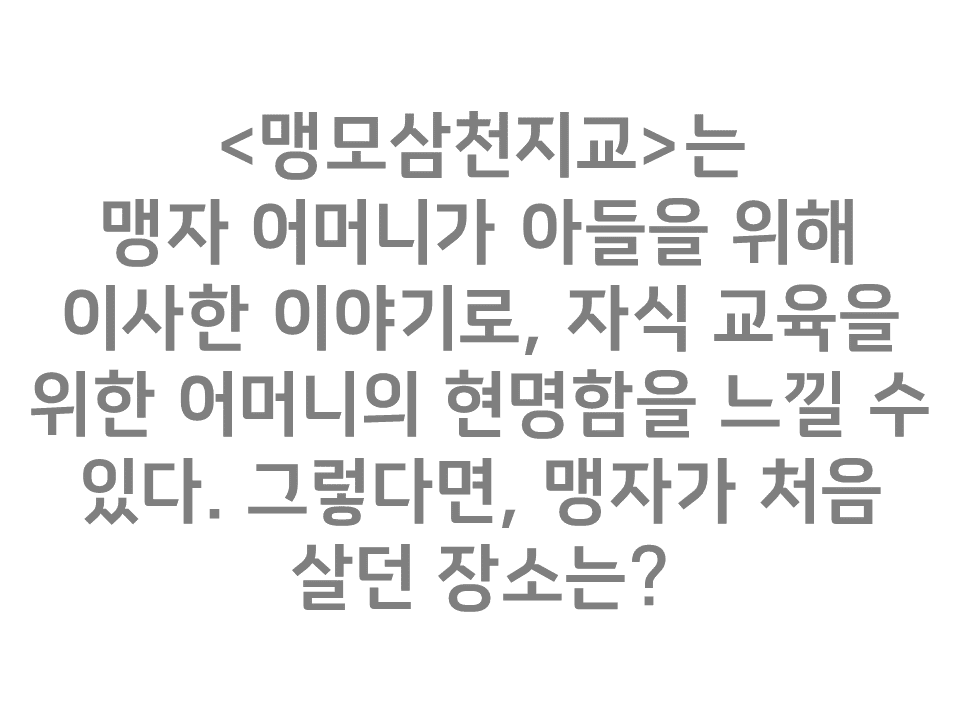 <맹모삼천지교>는
맹자 어머니가 아들을 위해
이사한 이야기로, 자식 교육을
위한 어머니의 현명함을 느낄 수
있다. 그렇다면, 맹자가 처음
살던 장소는?